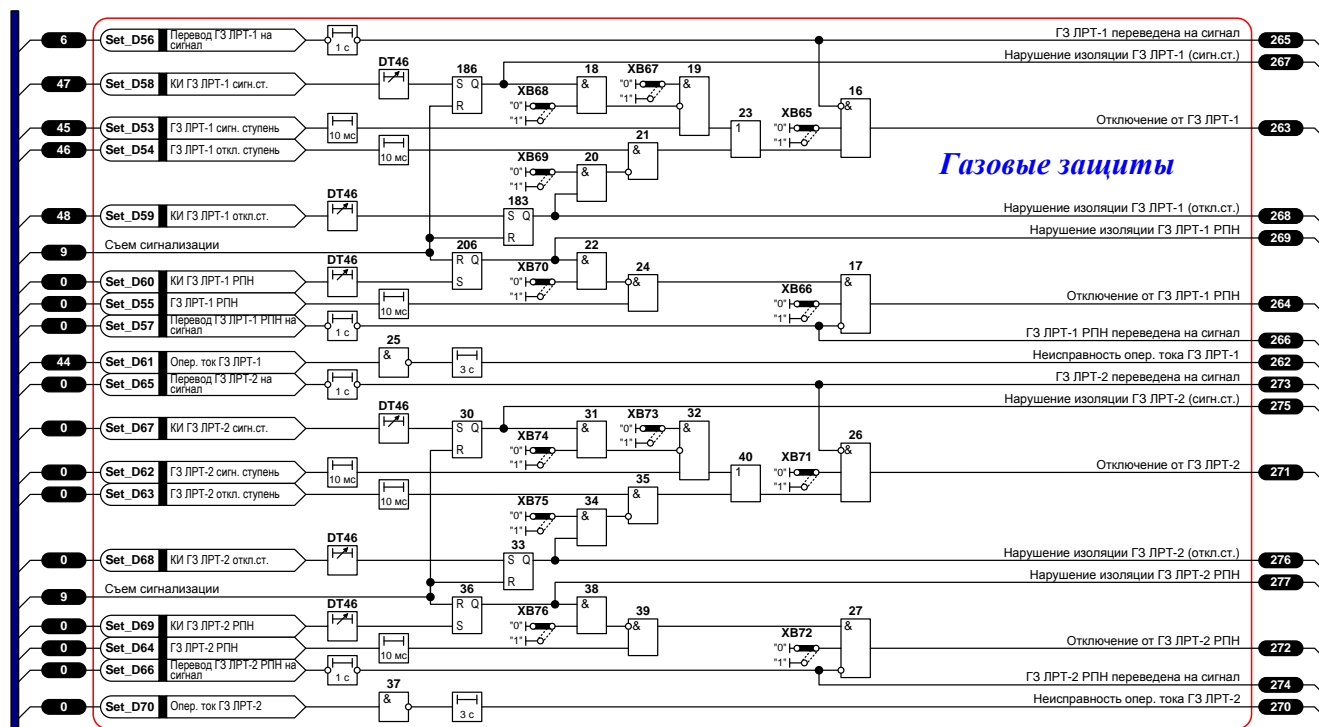 6 Set_D56 Перевод ГЗ ЛРТ-1 на сигнал 1 с ГЗ ЛРТ-1 переведена на сигнал 265
Нарушение изоляции ГЗ ЛРТ-1 (сигн.ст.) 267
47 Set_D58 КИ ГЗ ЛРТ-1 сигн.ст. DT46 186 S Q R
XB68 "0" "1" 18 &
XB67 "0" "1" 19 &
45 Set_D53 ГЗ ЛРТ-1 сигн. ступень 10 мс 23 1
XB65 "0" "1" 16 & Отключение от ГЗ ЛРТ-1 263
46 Set_D54 ГЗ ЛРТ-1 откл. ступень 10 мс 21 &
Газовые защиты
XB69 "0" "1" 20 &
48 Set_D59 КИ ГЗ ЛРТ-1 откл.ст. DT46 183 S Q R Нарушение изоляции ГЗ ЛРТ-1 (откл.ст.) 268
9 Съем сигнализации Нарушение изоляции ГЗ ЛРТ-1 РПН 269
0 Set_D60 КИ ГЗ ЛРТ-1 РПН DT46 206 R Q S
XB70 "0" "1" 22 & 24 &
0 Set_D55 ГЗ ЛРТ-1 РПН 10 мс
XB66 "0" "1" 17 & Отключение от ГЗ ЛРТ-1 РПН 264
0 Set_D57 Перевод ГЗ ЛРТ-1 РПН на сигнал 1 с ГЗ ЛРТ-1 РПН переведена на сигнал 266
44 Set_D61 Опер. ток ГЗ ЛРТ-1 25 & 3 с Неисправность опер. тока ГЗ ЛРТ-1 262
0 Set_D65 Перевод ГЗ ЛРТ-2 на сигнал 1 с ГЗ ЛРТ-2 переведена на сигнал 273
Нарушение изоляции ГЗ ЛРТ-2 (сигн.ст.) 275
0 Set_D67 КИ ГЗ ЛРТ-2 сигн.ст. DT46 30 S Q R
XB74 "0" "1" 31 &
XB73 "0" "1" 32 &
0 Set_D62 ГЗ ЛРТ-2 сигн. ступень 10 мс 40 1
XB71 "0" "1" 26 & Отключение от ГЗ ЛРТ-2 271
0 Set_D63 ГЗ ЛРТ-2 откл. ступень 10 мс 35 &
XB75 "0" "1" 34 &
0 Set_D68 КИ ГЗ ЛРТ-2 откл.ст. DT46 33 S Q R Нарушение изоляции ГЗ ЛРТ-2 (откл.ст.) 276
9 Съем сигнализации Нарушение изоляции ГЗ ЛРТ-2 РПН 277
0 Set_D69 КИ ГЗ ЛРТ-2 РПН DT46 36 R Q S
XB76 "0" "1" 38 & 39 &
0 Set_D64 ГЗ ЛРТ-2 РПН 10 мс
XB72 "0" "1" 27 & Отключение от ГЗ ЛРТ-2 РПН 272
0 Set_D66 Перевод ГЗ ЛРТ-2 РПН на сигнал 1 с ГЗ ЛРТ-2 РПН переведена на сигнал 274
0 Set_D70 Опер. ток ГЗ ЛРТ-2 37 & 3 с Неисправность опер. тока ГЗ ЛРТ-2 270